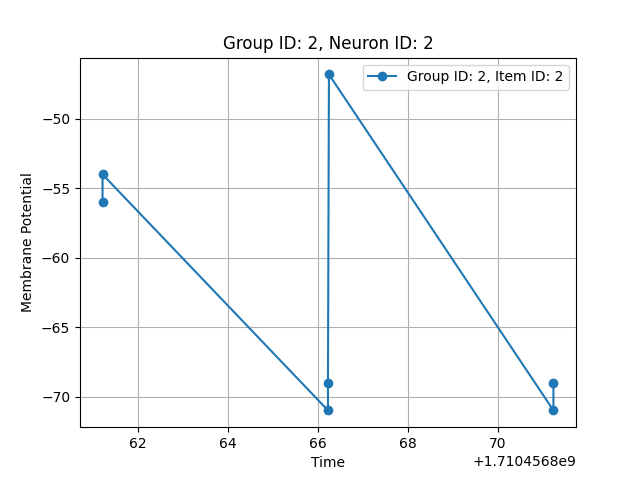 Group ID: 2, Neuron ID: 2
Group ID: 2, Item ID: 2
Membrane Potential
−50
−55
−60
−65
−70
62
64
66
68
70
Time
+1.7104568e9